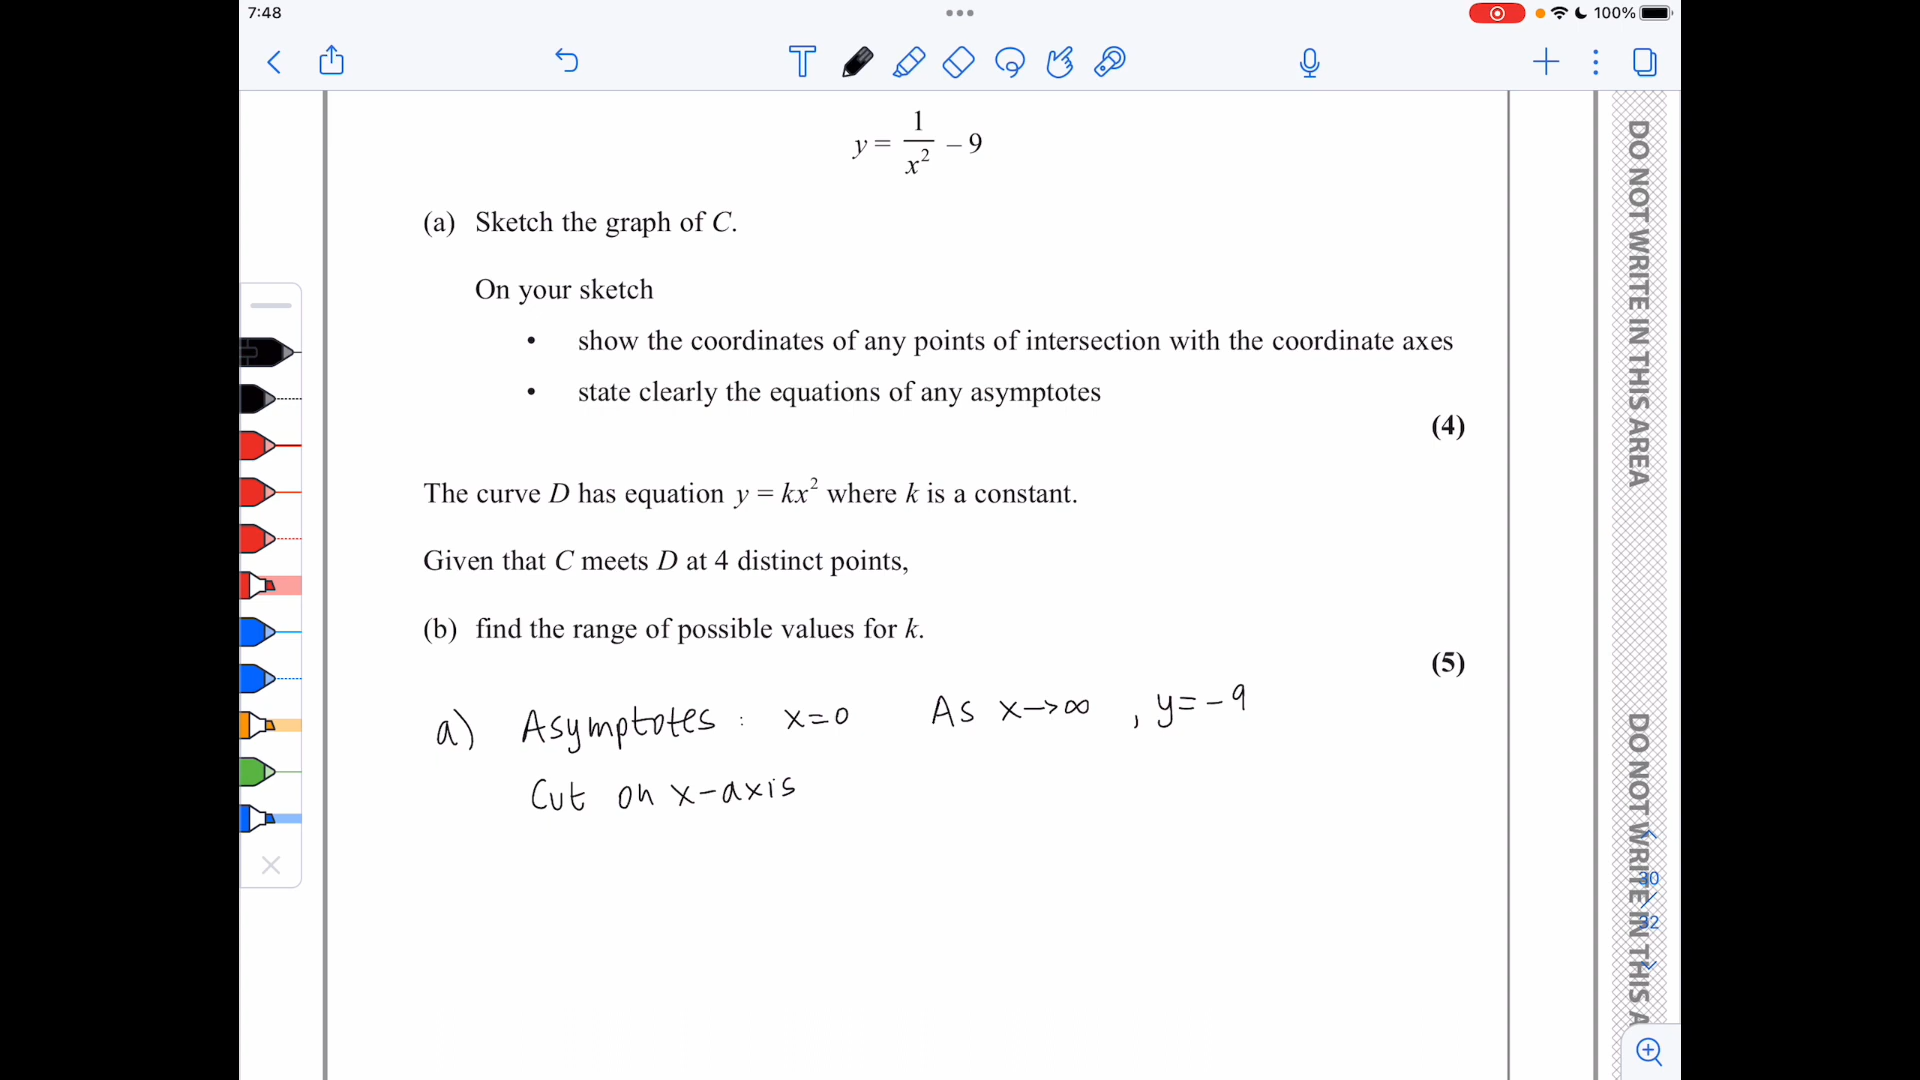 7:48
100%
y = 1/x² – 9
(a) Sketch the graph of C.
On your sketch
• show the coordinates of any points of intersection with the coordinate axes
• state clearly the equations of any asymptotes
(4)
The curve D has equation y = kx² where k is a constant.
Given that C meets D at 4 distinct points,
(b) find the range of possible values for k.
(5)
a) Asymptotes : x=0 As x→∞ , y=-9
Cut on x-axis
DO NOT WRITE IN THIS AREA
DO NOT WRITE IN THIS A
30
/
32